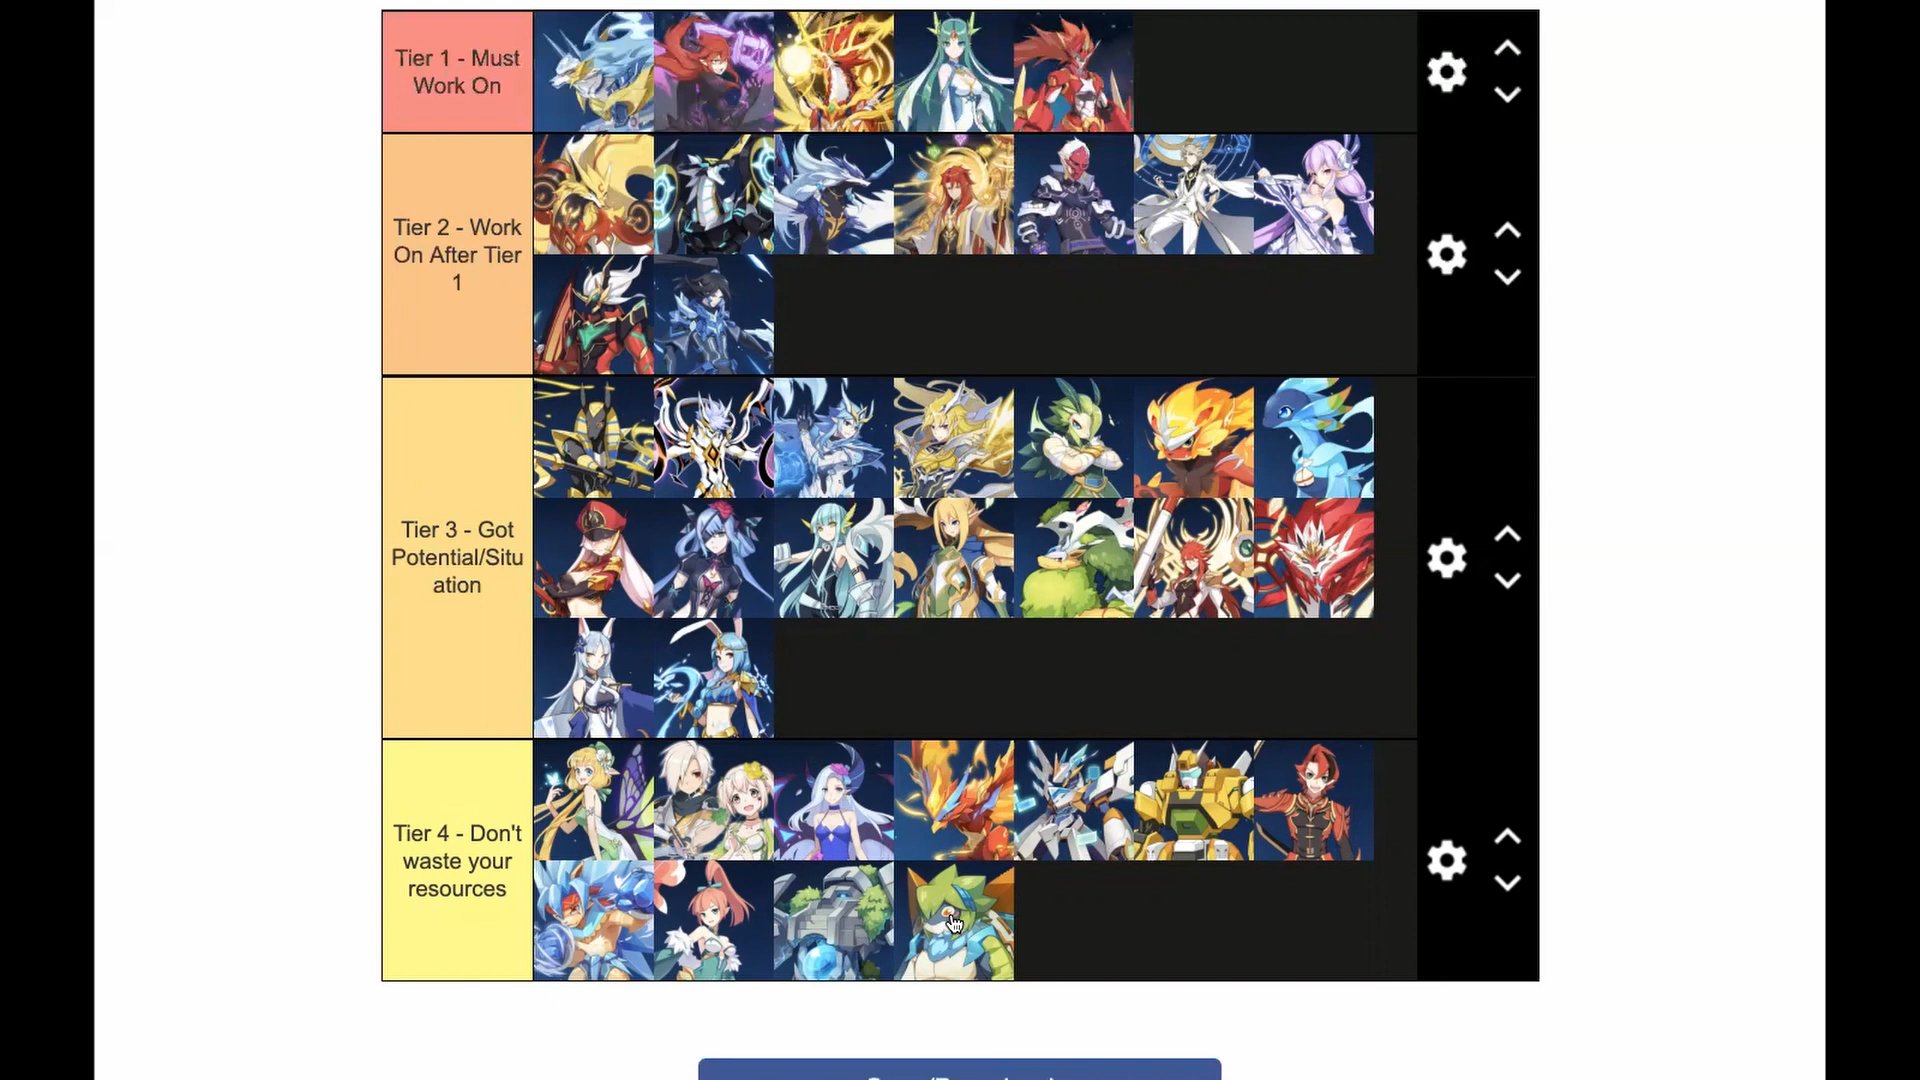 Tier 1 - Must
Work On
Tier 2 - Work
On After Tier
1
Tier 3 - Got
Potential/Situ
ation
Tier 4 - Don't
waste your
resources